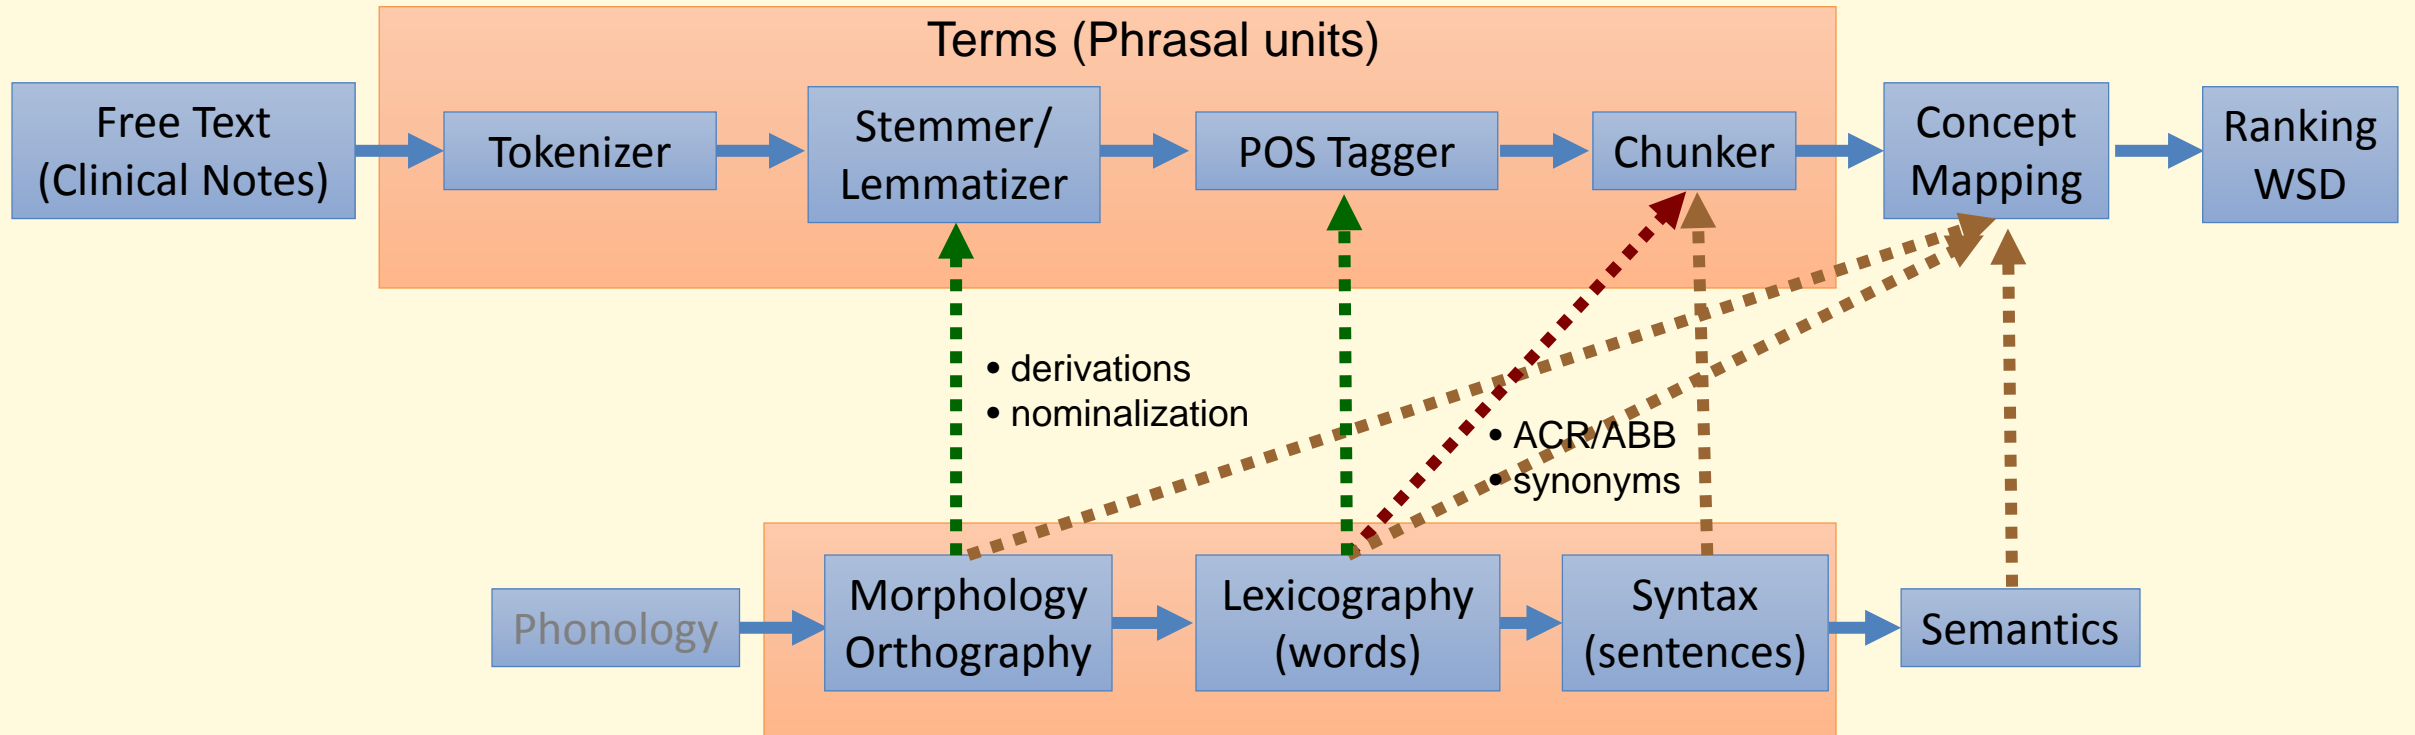 Terms (Phrasal units)
Free Text
(Clinical Notes)
Tokenizer
Stemmer/
Lemmatizer
POS Tagger
Chunker
Concept
Mapping
Ranking
WSD
• derivations
• nominalization
• ACR/ABB
• synonyms
Phonology
Morphology
Orthography
Lexicography
(words)
Syntax
(sentences)
Semantics